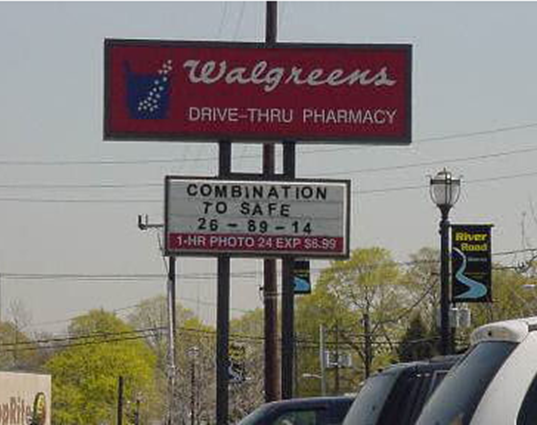 Walgreens
DRIVE-THRU PHARMACY
COMBINATION
TO SAFE
26 - 89 - 14
1-HR PHOTO 24 EXP $6.99
River
Road